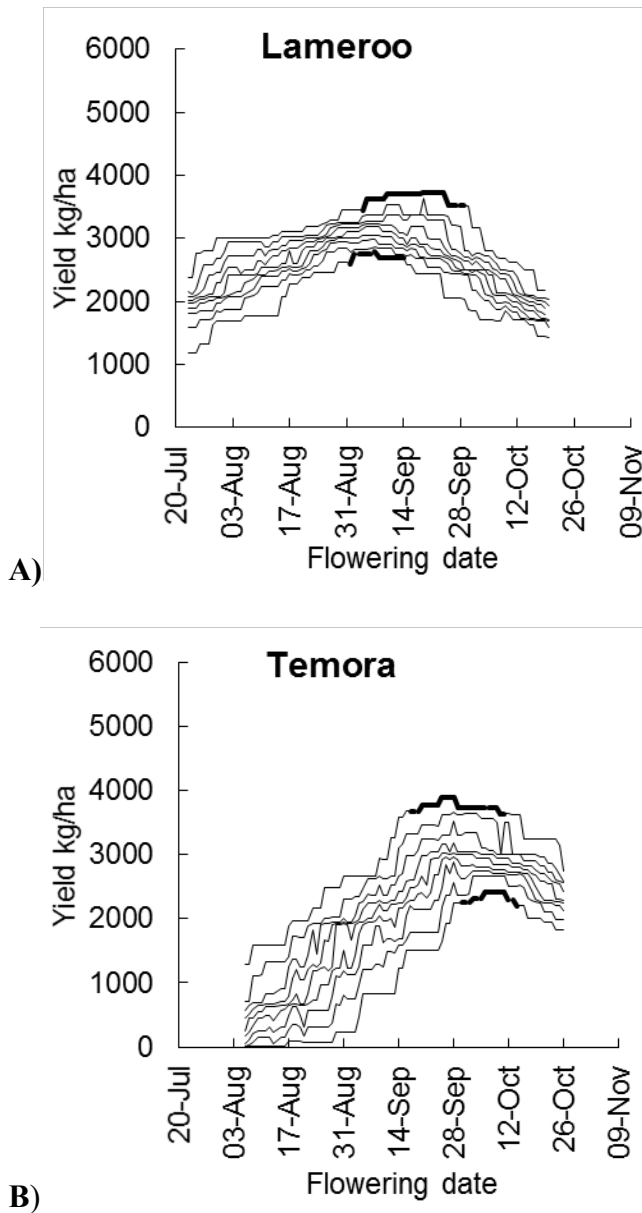 Lameroo
6000
5000
4000
3000
2000
1000
0
Yield kg/ha
20-Jul
03-Aug
17-Aug
31-Aug
14-Sep
28-Sep
12-Oct
26-Oct
09-Nov
Flowering date
A)
Temora
6000
5000
4000
3000
2000
1000
0
Yield kg/ha
20-Jul
03-Aug
17-Aug
31-Aug
14-Sep
28-Sep
12-Oct
26-Oct
09-Nov
Flowering date
B)